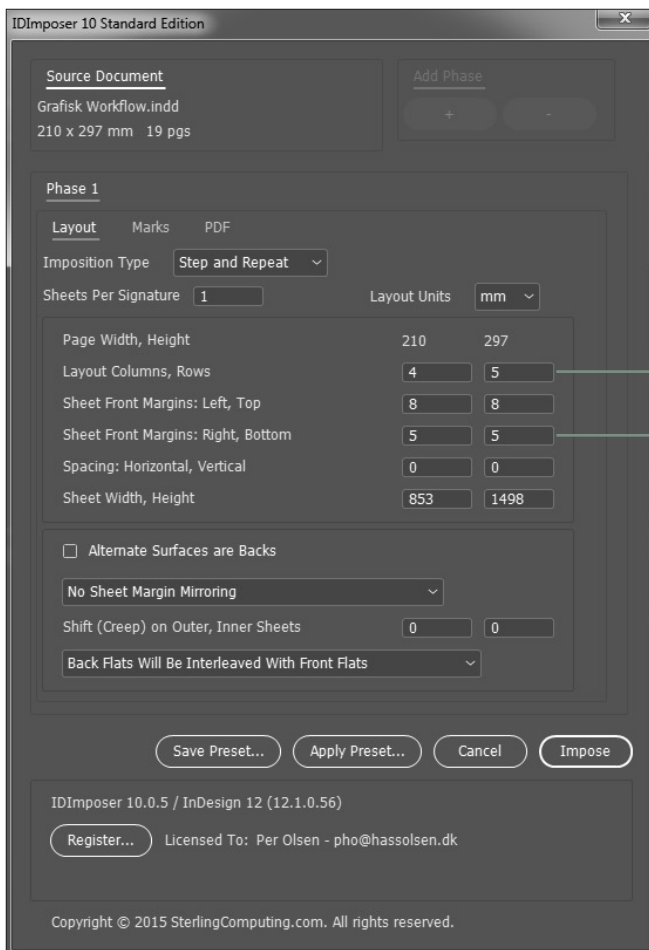 IDImposer 10 Standard Edition
x
Source Document
Add Phase
Grafisk Workflow.indd
+ -
210 x 297 mm 19 pgs
Phase 1
Layout Marks PDF
Imposition Type Step and Repeat
Sheets Per Signature 1 Layout Units mm
Page Width, Height 210 297
Layout Columns, Rows 4 5
Sheet Front Margins: Left, Top 8 8
Sheet Front Margins: Right, Bottom 5 5
Spacing: Horizontal, Vertical 0 0
Sheet Width, Height 853 1498
Alternate Surfaces are Backs
No Sheet Margin Mirroring
Shift (Creep) on Outer, Inner Sheets 0 0
Back Flats Will Be Interleaved With Front Flats
Save Preset... Apply Preset... Cancel Impose
IDImposer 10.0.5 / InDesign 12 (12.1.0.56)
Register... Licensed To: Per Olsen - pho@hassolsen.dk
Copyright © 2015 SterlingComputing.com. All rights reserved.